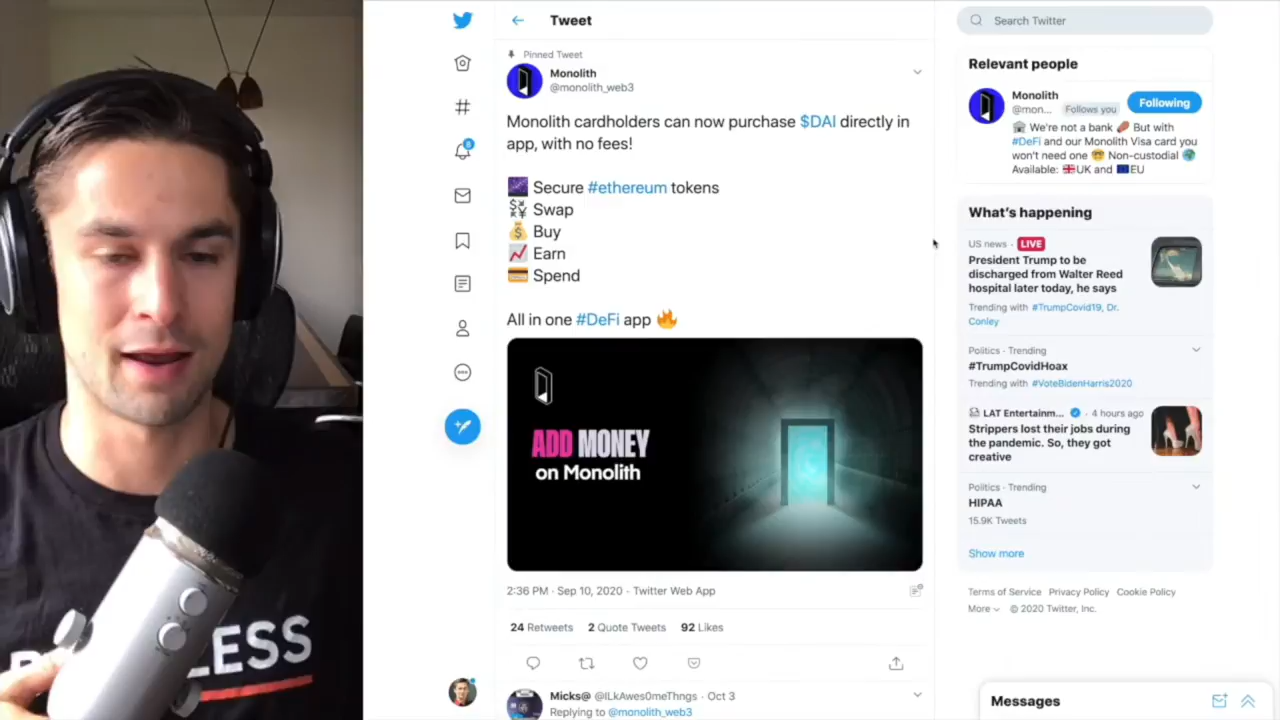 LESS
Tweet
Search Twitter
Pinned Tweet
Monolith
@monolith_web3
Monolith cardholders can now purchase $DAI directly in
app, with no fees!
Secure #ethereum tokens
Swap
Buy
Earn
Spend
All in one #DeFi app
ADD MONEY
on Monolith
2:36 PM · Sep 10, 2020 · Twitter Web App
24 Retweets 2 Quote Tweets 92 Likes
Micks@ @ILkAwes0meThngs · Oct 3
Replying to @monolith_web3
Relevant people
Monolith
@mon... Follows you
Following
We're not a bank But with
#DeFi and our Monolith Visa card you
won't need one Non-custodial
Available: UK and EU
What's happening
US news · LIVE
President Trump to be
discharged from Walter Reed
hospital later today, he says
Trending with #TrumpCovid19, Dr.
Conley
Politics · Trending
#TrumpCovidHoax
Trending with #VoteBidenHarris2020
LAT Entertainm... · 4 hours ago
Strippers lost their jobs during
the pandemic. So, they got
creative
Politics · Trending
HIPAA
15.9K Tweets
Show more
Terms of Service Privacy Policy Cookie Policy
More © 2020 Twitter, Inc.
Messages